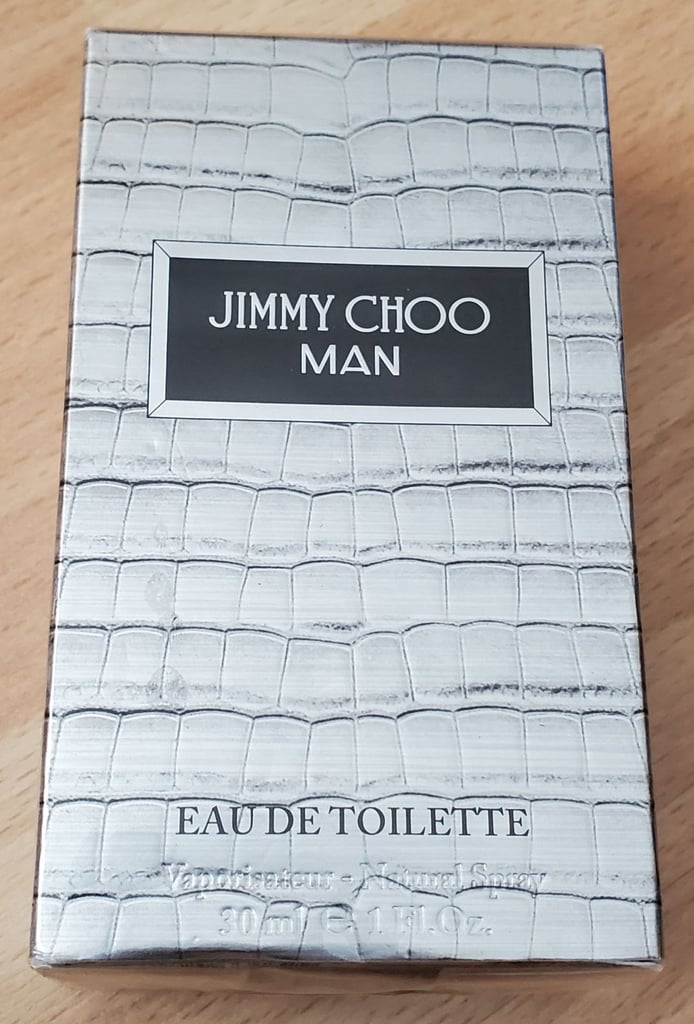 JIMMY CHOO
MAN
EAU DE TOILETTE
Vaporisateur - Natural Spray
30 ml ℮ 1 Fl.Oz.